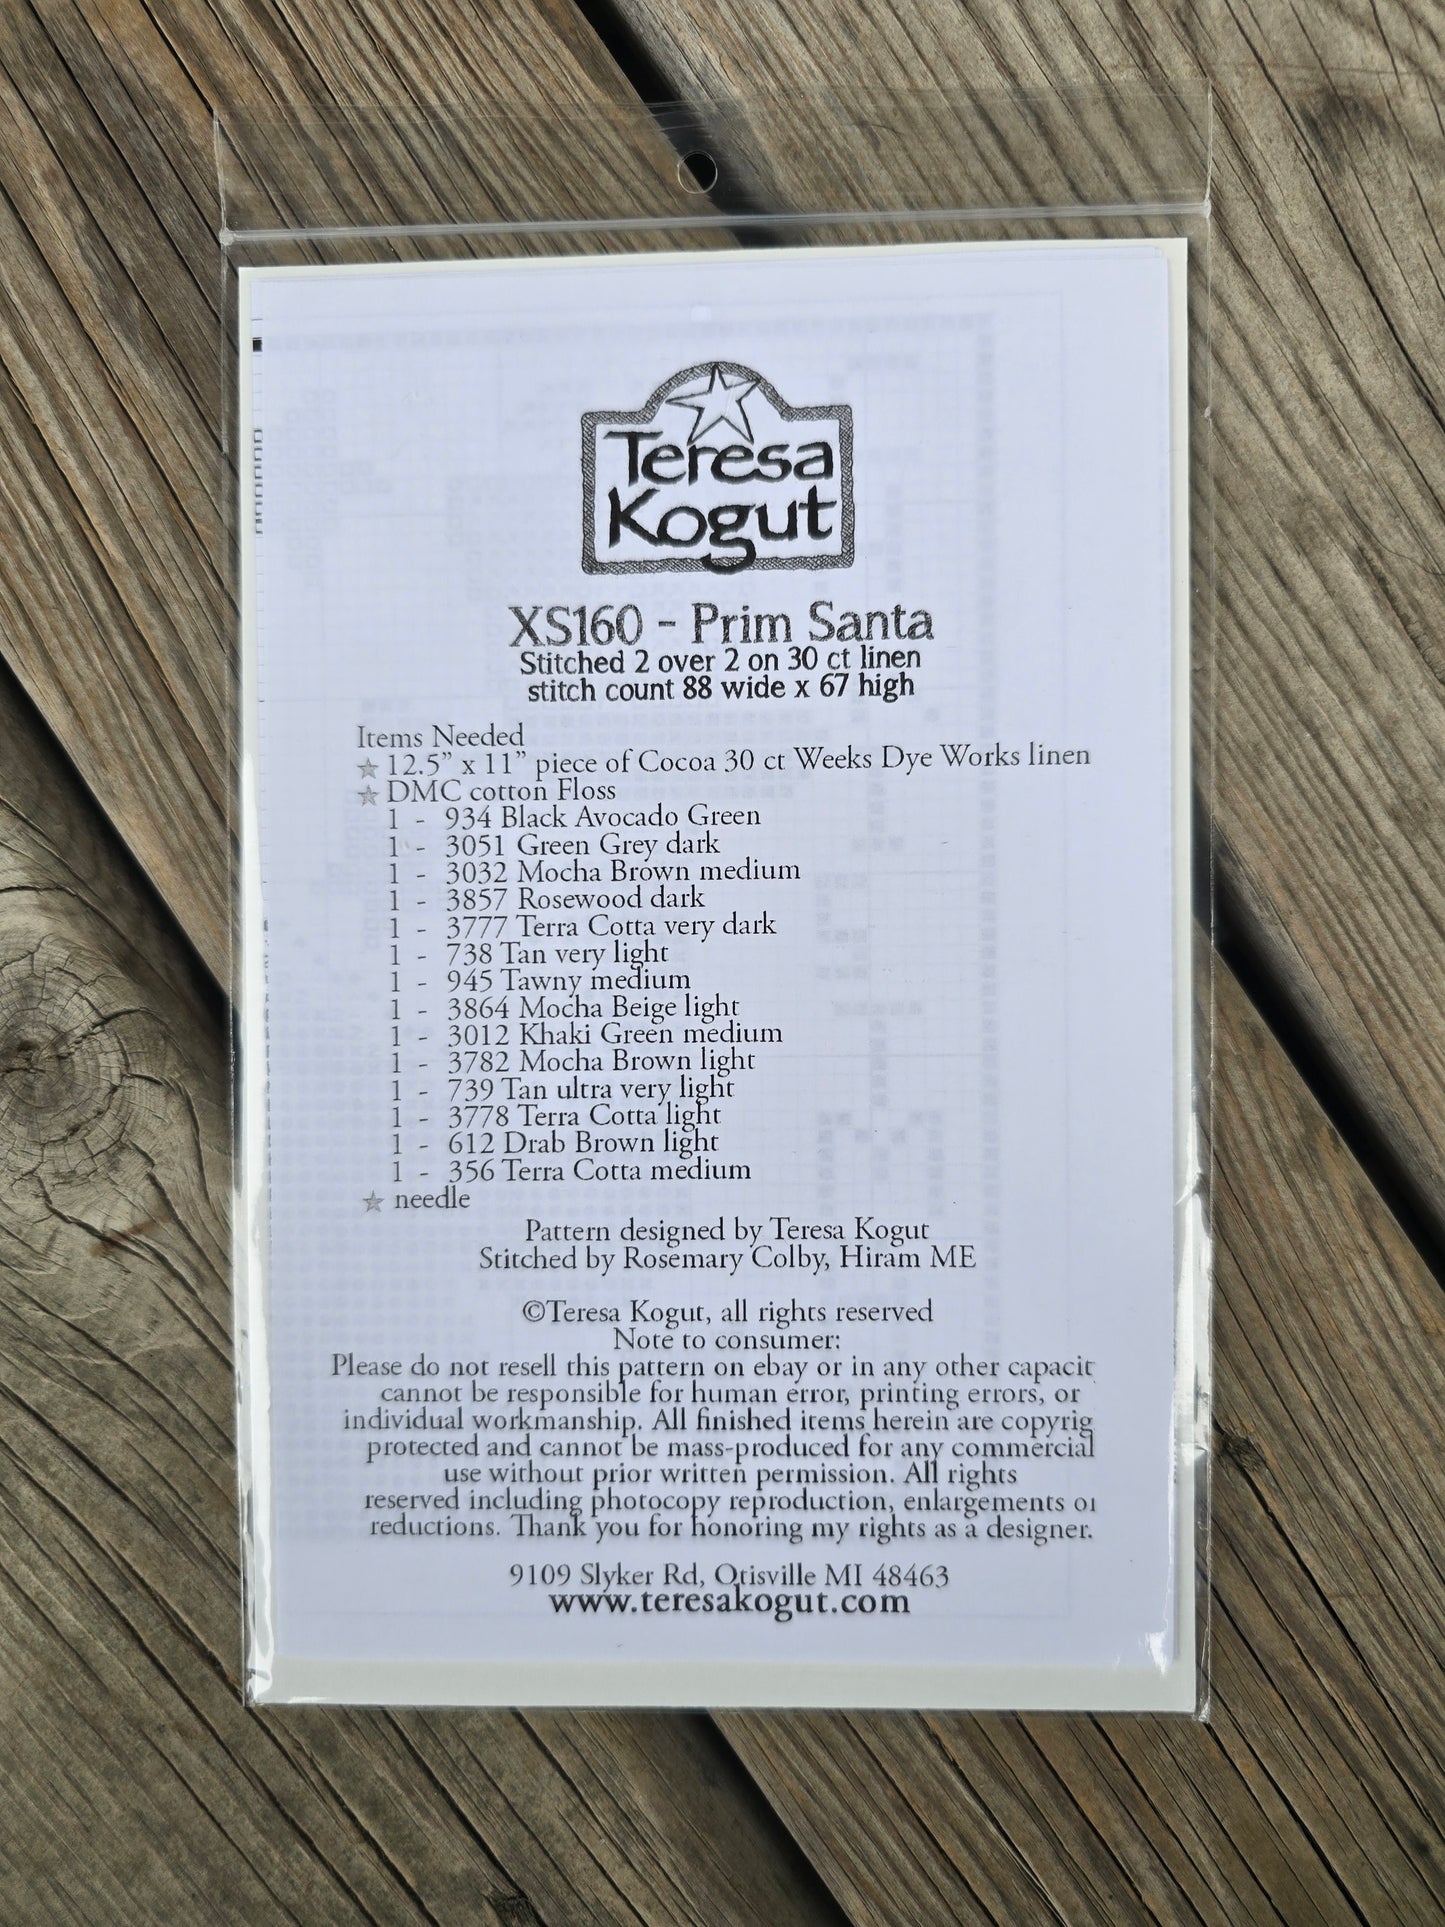 Teresa
Kogut
XS160 - Prim Santa
Stitched 2 over 2 on 30 ct linen
stitch count 88 wide x 67 high
Items Needed
12.5” x 11” piece of Cocoa 30 ct Weeks Dye Works linen
DMC cotton Floss
1 - 934 Black Avocado Green
1 - 3051 Green Grey dark
1 - 3032 Mocha Brown medium
1 - 3857 Rosewood dark
1 - 3777 Terra Cotta very dark
1 - 738 Tan very light
1 - 945 Tawny medium
1 - 3864 Mocha Beige light
1 - 3012 Khaki Green medium
1 - 3782 Mocha Brown light
1 - 739 Tan ultra very light
1 - 3778 Terra Cotta light
1 - 612 Drab Brown light
1 - 356 Terra Cotta medium
needle
Pattern designed by Teresa Kogut
Stitched by Rosemary Colby, Hiram ME
©Teresa Kogut, all rights reserved
Note to consumer:
Please do not resell this pattern on ebay or in any other capacit
cannot be responsible for human error, printing errors, or
individual workmanship. All finished items herein are copyrig
protected and cannot be mass-produced for any commercial
use without prior written permission. All rights
reserved including photocopy reproduction, enlargements or
reductions. Thank you for honoring my rights as a designer.
9109 Slyker Rd, Otisville MI 48463
www.teresakogut.com